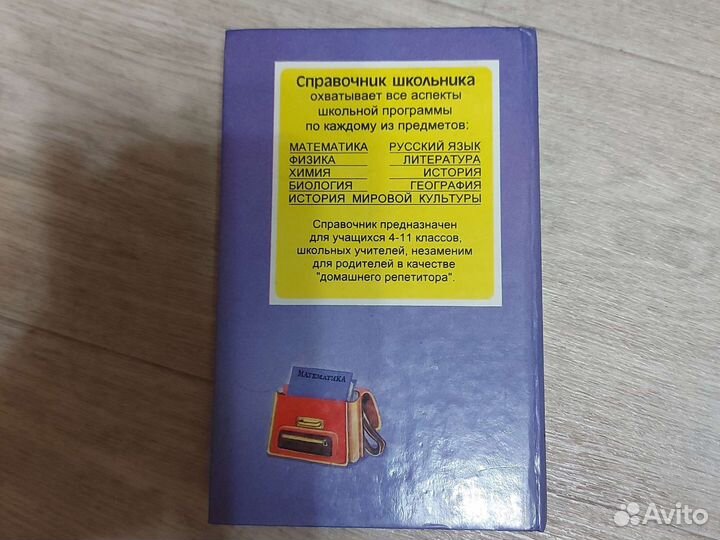 Справочник школьника
охватывает все аспекты
школьной программы
по каждому из предметов:
МАТЕМАТИКА РУССКИЙ ЯЗЫК
ФИЗИКА ЛИТЕРАТУРА
ХИМИЯ ИСТОРИЯ
БИОЛОГИЯ ГЕОГРАФИЯ
ИСТОРИЯ МИРОВОЙ КУЛЬТУРЫ
Справочник предназначен
для учащихся 4-11 классов,
школьных учителей, незаменим
для родителей в качестве
"домашнего репетитора".
МАТЕМАТИКА
Avito